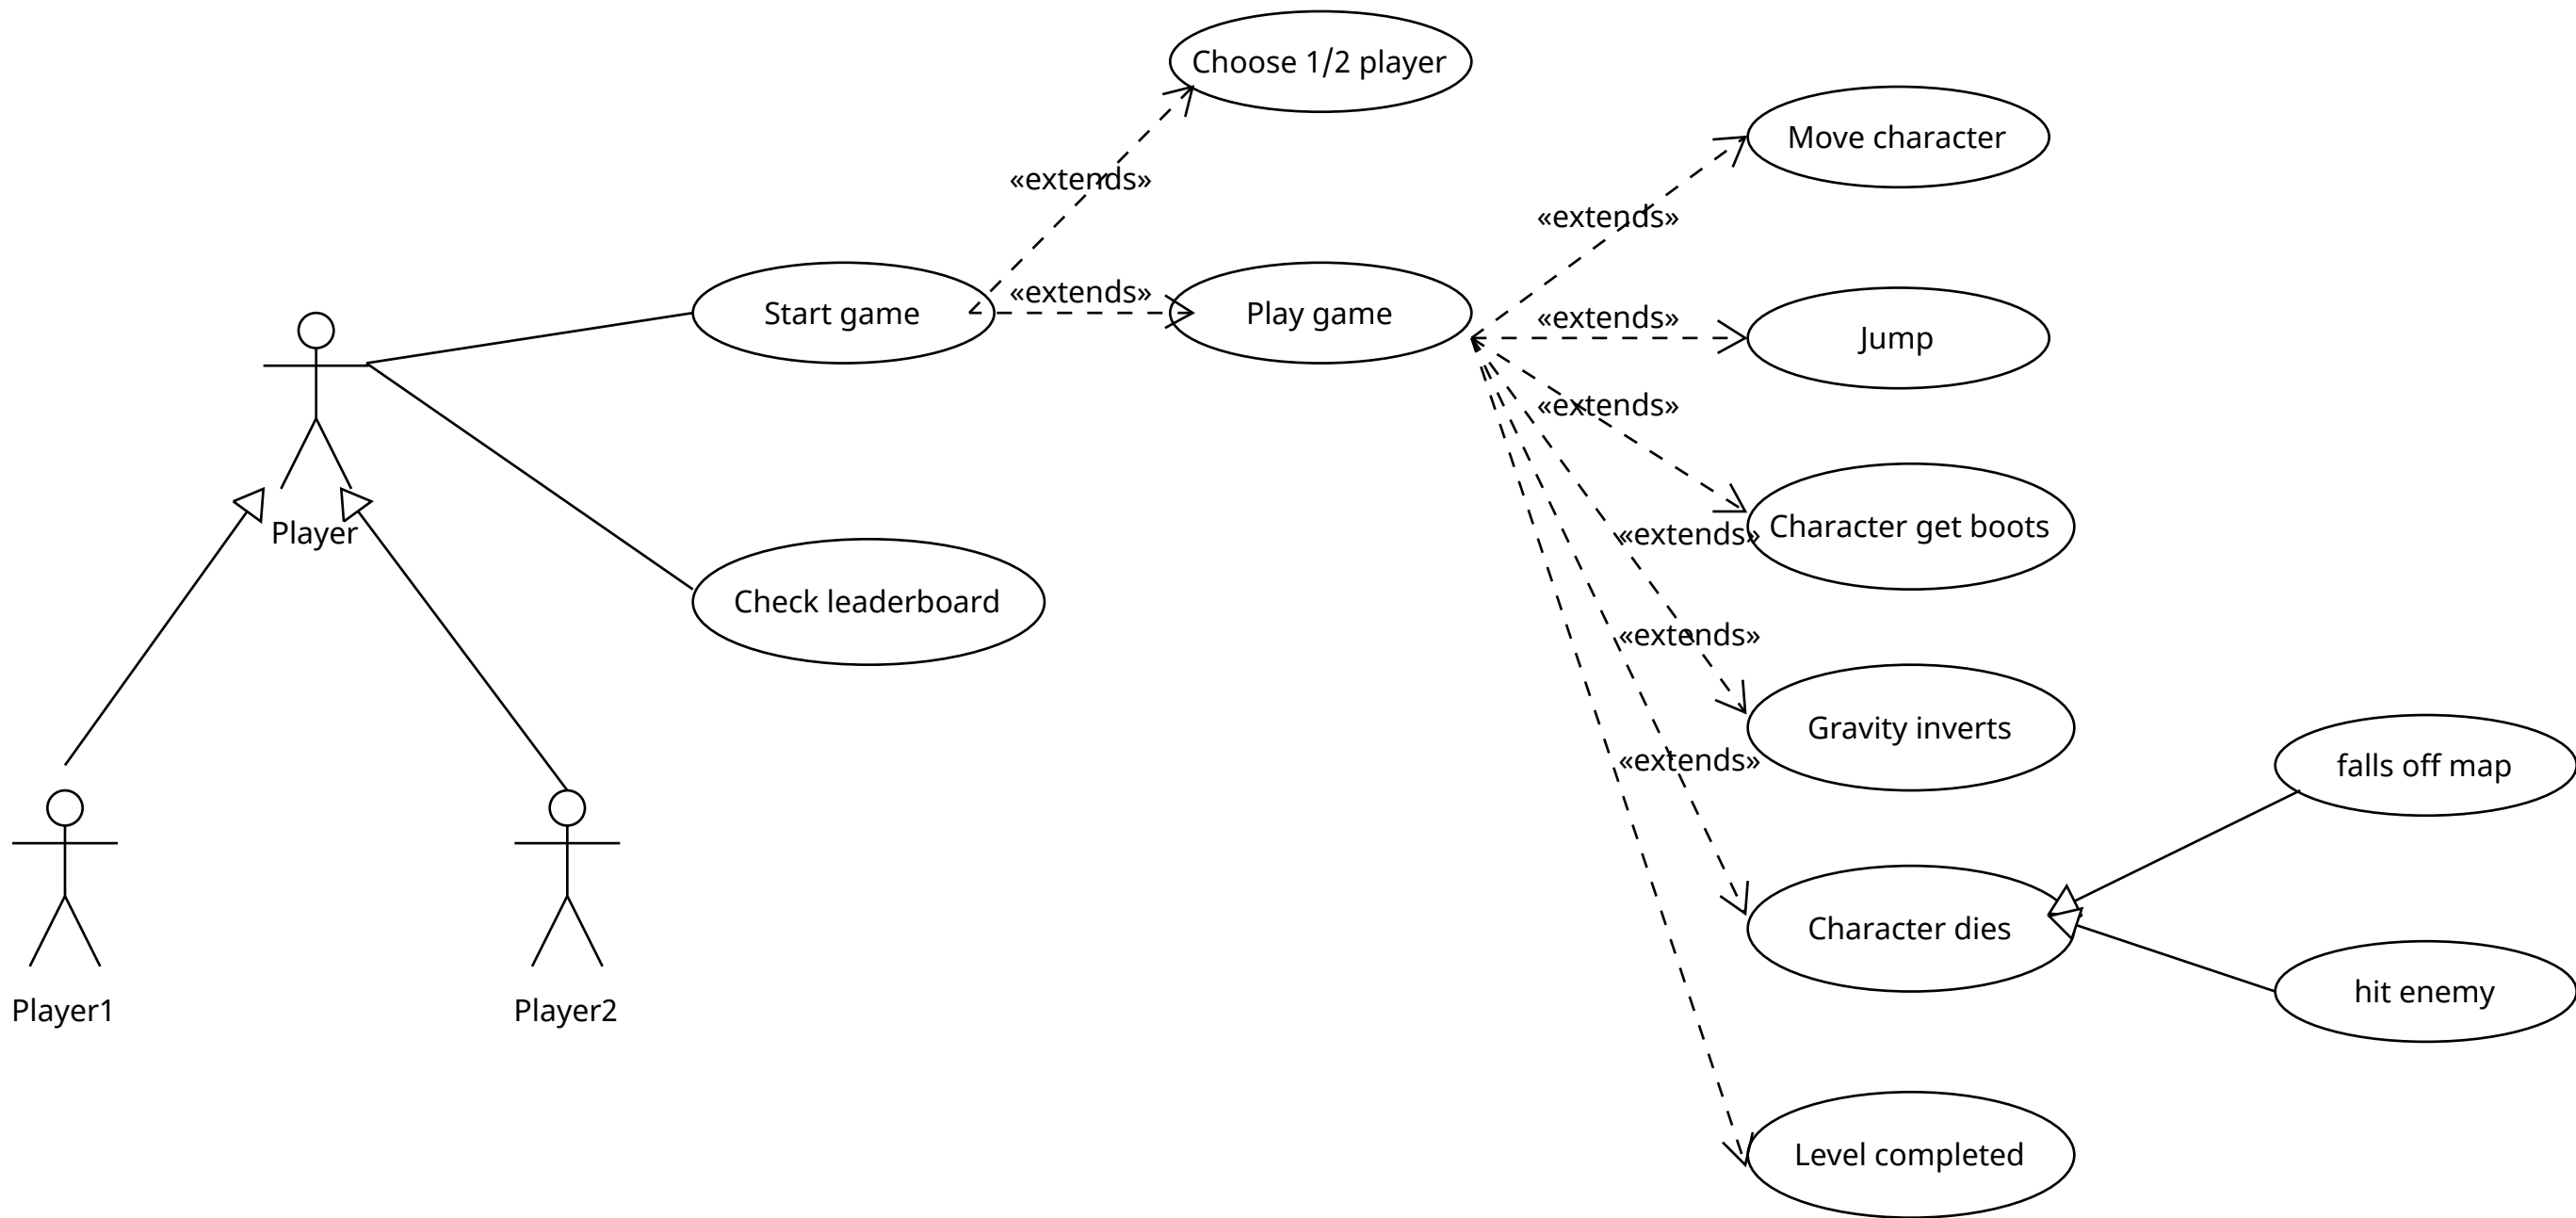 Choose 1/2 player
Move character
«extends»
«extends»
«extends»
«extends»
Start game
Play game
Jump
«extends»
Player
Character get boots
«extends»
Check leaderboard
«extends»
Gravity inverts
«extends»
falls off map
Character dies
hit enemy
Player1
Player2
Level completed